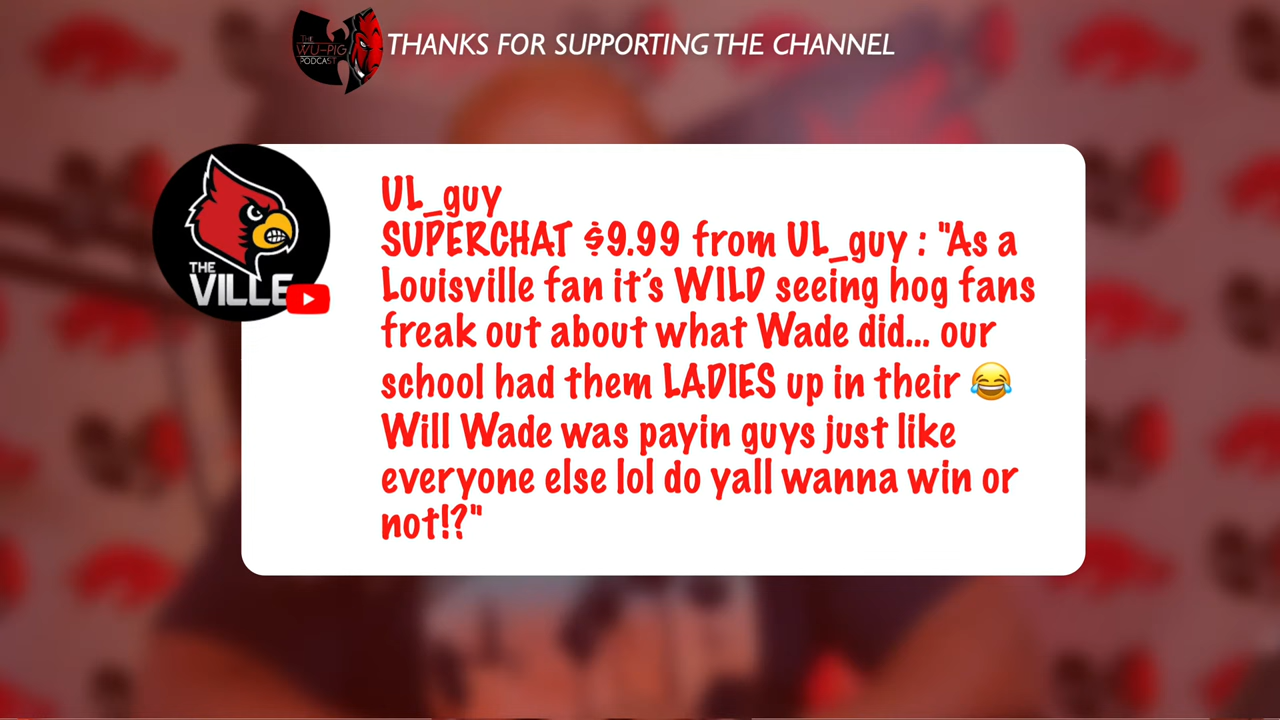 THE
WU-PIG
PODCAST
THANKS FOR SUPPORTING THE CHANNEL
THE
VILLE
UL_guy
SUPERCHAT $9.99 from UL_guy : "As a
Louisville fan it's WILD seeing hog fans
freak out about what Wade did... our
school had them LADIES up in their 😂
Will Wade was payin guys just like
everyone else lol do yall wanna win or
not!?"